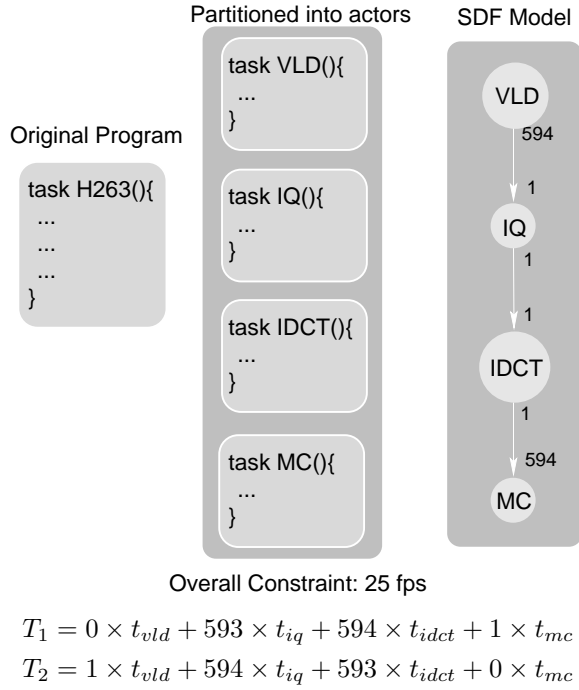 Partitioned into actors
SDF Model
Original Program
task H263(){
...
...
...
}
task VLD(){
...
}
task IQ(){
...
}
task IDCT(){
...
}
task MC(){
...
}
VLD
594
1
IQ
1
1
IDCT
1
594
MC
Overall Constraint: 25 fps
T₁ = 0 × t_{vld} + 593 × t_{iq} + 594 × t_{idct} + 1 × t_{mc}
T₂ = 1 × t_{vld} + 594 × t_{iq} + 593 × t_{idct} + 0 × t_{mc}